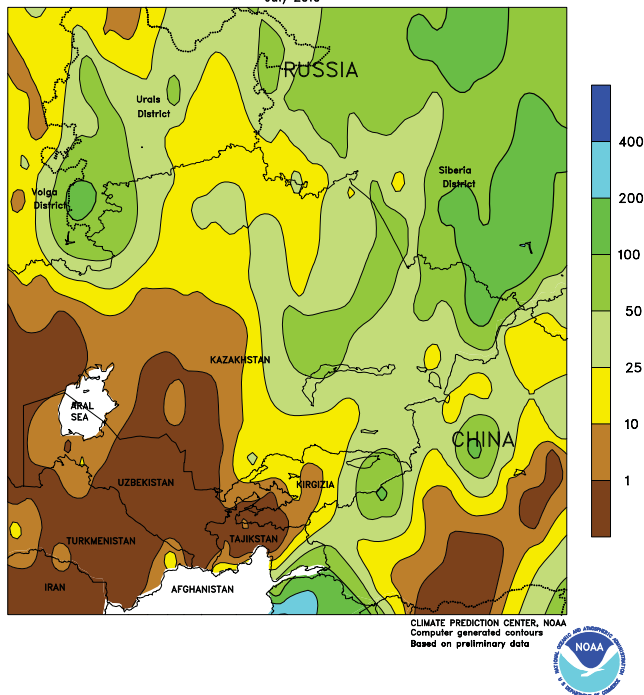 RUSSIA
Urals
District
Siberia
District
Volga
District
KAZAKHSTAN
ARAL
SEA
CHINA
UZBEKISTAN
KIRGIZIA
TURKMENISTAN
TAJIKSTAN
IRAN
AFGHANISTAN
400
200
100
50
25
10
1
CLIMATE PREDICTION CENTER, NOAA
Computer generated contours
Based on preliminary data
NOAA